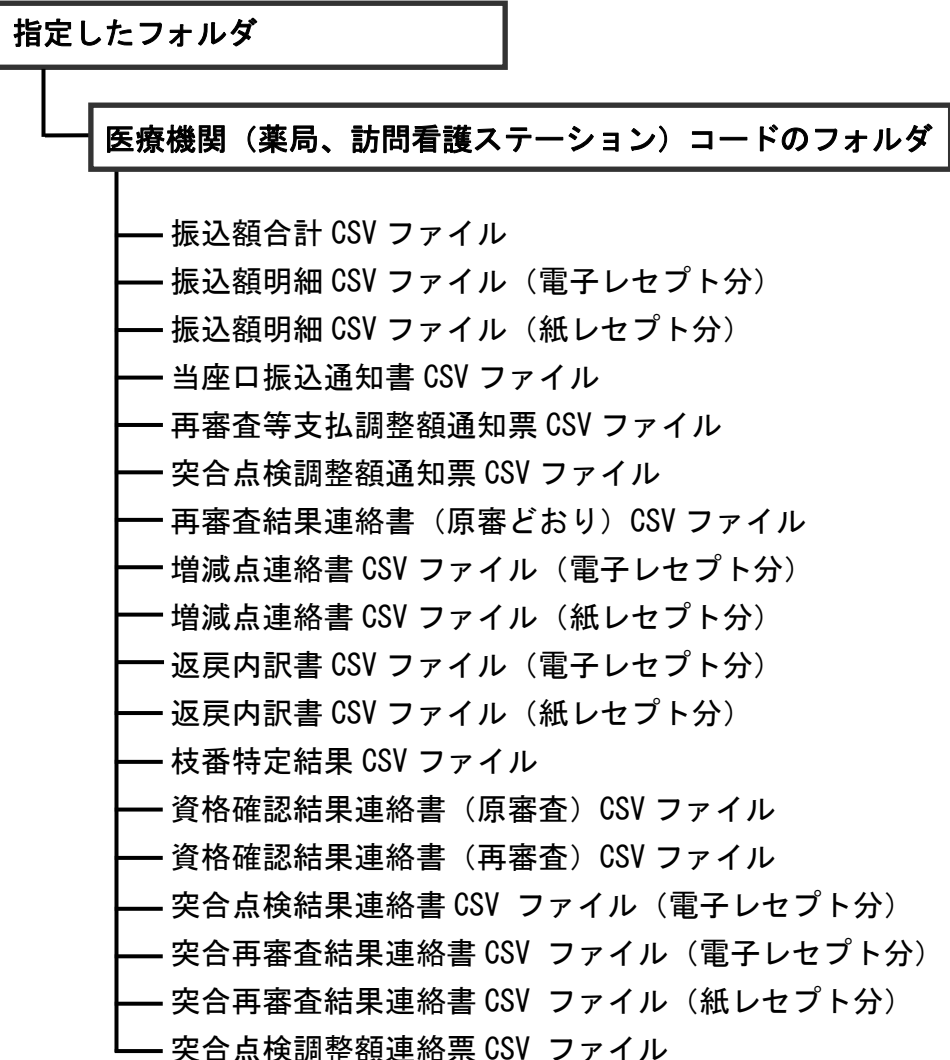 指定したフォルダ
医療機関（薬局、訪問看護ステーション）コードのフォルダ
振込額合計 CSV ファイル
振込額明細 CSV ファイル（電子レセプト分）
振込額明細 CSV ファイル（紙レセプト分）
当座口振込通知書 CSV ファイル
再審査等支払調整額通知票 CSV ファイル
突合点検調整額通知票 CSV ファイル
再審査結果連絡書（原審どおり）CSV ファイル
増減点連絡書 CSV ファイル（電子レセプト分）
増減点連絡書 CSV ファイル（紙レセプト分）
返戻内訳書 CSV ファイル（電子レセプト分）
返戻内訳書 CSV ファイル（紙レセプト分）
枝番特定結果 CSV ファイル
資格確認結果連絡書（原審査）CSV ファイル
資格確認結果連絡書（再審査）CSV ファイル
突合点検結果連絡書 CSV ファイル（電子レセプト分）
突合再審査結果連絡書 CSV ファイル（電子レセプト分）
突合再審査結果連絡書 CSV ファイル（紙レセプト分）
突合点検調整額連絡票 CSV ファイル